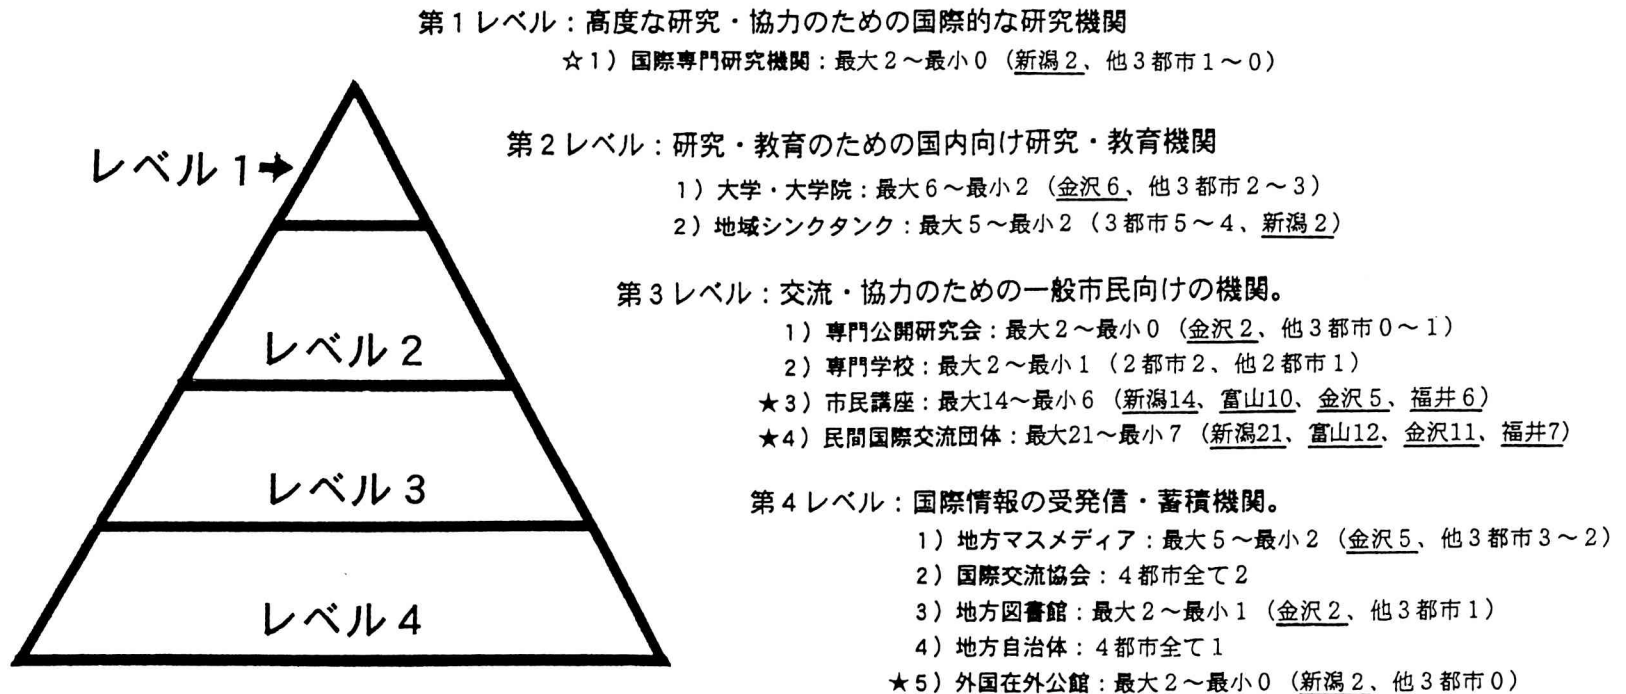 第1レベル：高度な研究・協力のための国際的な研究機関
☆1）国際専門研究機関：最大2～最小0（新潟2、他3都市1～0）
レベル1➔
第2レベル：研究・教育のための国内向け研究・教育機関
1）大学・大学院：最大6～最小2（金沢6、他3都市2～3）
2）地域シンクタンク：最大5～最小2（3都市5～4、新潟2）
レベル2
第3レベル：交流・協力のための一般市民向けの機関。
1）専門公開研究会：最大2～最小0（金沢2、他3都市0～1）
2）専門学校：最大2～最小1（2都市2、他2都市1）
★3）市民講座：最大14～最小6（新潟14、富山10、金沢5、福井6）
★4）民間国際交流団体：最大21～最小7（新潟21、富山12、金沢11、福井7）
レベル3
第4レベル：国際情報の受発信・蓄積機関。
1）地方マスメディア：最大5～最小2（金沢5、他3都市3～2）
2）国際交流協会：4都市全て2
3）地方図書館：最大2～最小1（金沢2、他3都市1）
レベル4
4）地方自治体：4都市全て1
★5）外国在外公館：最大2～最小0（新潟2、他3都市0）